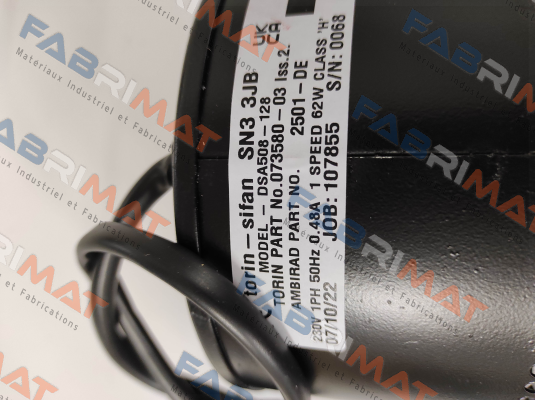 torin-sifan SN3 3JB UK CA
MODEL - DSA508-128
TORIN PART No.073580-03 Iss.2.
AMBIRAD PART NO. 2501-DE
230V 1PH 50Hz 0.48A 1 SPEED 62W CLASS 'H'
07/10/22 JOB: 107855 S/N: 0068
FABRIMAT
Matériaux Industriel et Fabrications